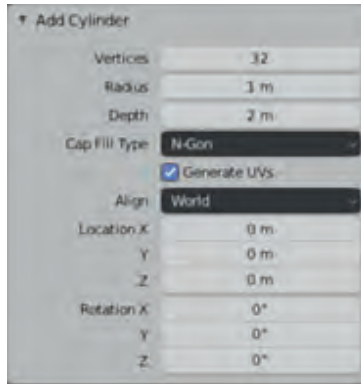 Add Cylinder
Vertices 32
Radius 1 m
Depth 2 m
Cap Fill Type N-Gon
Generate UVs
Align World
Location X 0 m
Y 0 m
Z 0 m
Rotation X 0°
Y 0°
Z 0°